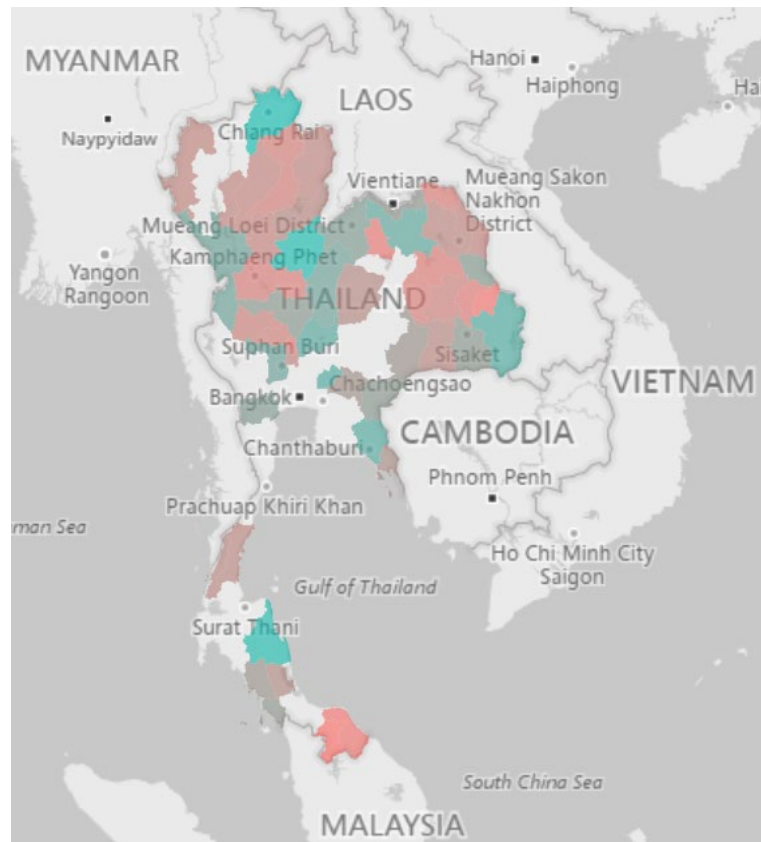 MYANMAR
Hanoi
Haiphong
Ha
LAOS
Naypyidaw
Chiang Rai
Vientiane
Mueang Sakon
Nakhon
District
Mueang Loei District
Kamphaeng Phet
Yangon
Rangoon
THAILAND
Suphan Buri
Sisaket
Bangkok
Chachoengsao
VIETNAM
CAMBODIA
Chanthaburi
Phnom Penh
Prachuap Khiri Khan
man Sea
Ho Chi Minh City
Saigon
Gulf of Thailand
Surat Thani
South China Sea
MALAYSIA